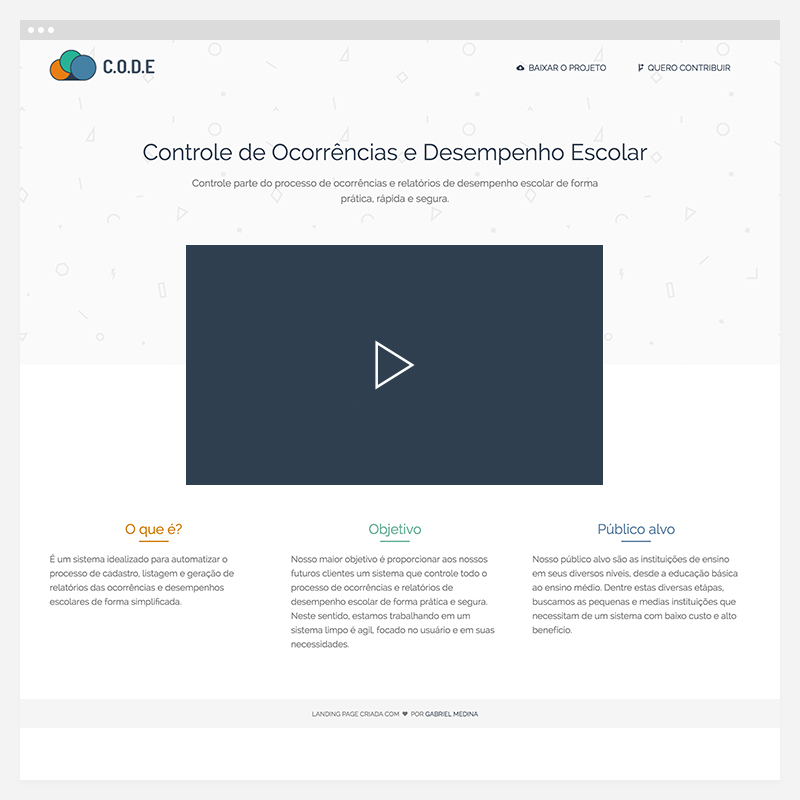 C.O.D.E
BAIXAR O PROJETO
QUERO CONTRIBUIR
Controle de Ocorrências e Desempenho Escolar
Controle parte do processo de ocorrências e relatórios de desempenho escolar de forma
prática, rápida e segura.
O que é?
É um sistema idealizado para automatizar o
processo de cadastro, listagem e geração de
relatórios das ocorrências e desempenhos
escolares de forma simplificada.
Objetivo
Nosso maior objetivo é proporcionar aos nossos
futuros clientes um sistema que controle todo o
processo de ocorrências e relatórios de
desempenho escolar de forma prática e segura.
Neste sentido, estamos trabalhando em um
sistema limpo é agil, focado no usuário e em suas
necessidades.
Público alvo
Nosso público alvo são as instituições de ensino
em seus diversos níveis, desde a educação básica
ao ensino médio. Dentre estas diversas etápas,
buscamos as pequenas e medias instituições que
necessitam de um sistema com baixo custo e alto
benefício.
LANDING PAGE CRIADA COM ❤ POR GABRIEL MEDINA